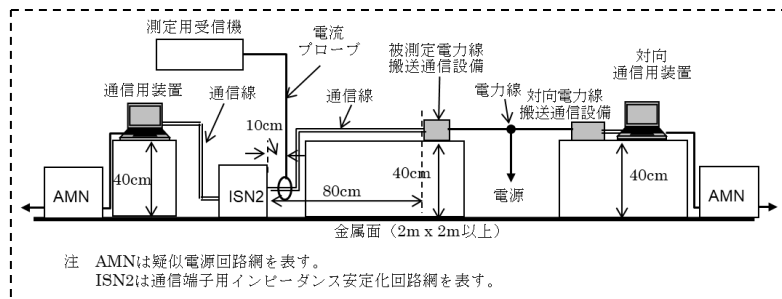 測定用受信機
電流
プローブ
被測定電力線
搬送通信設備
対向
通信用装置
通信用装置
通信線
通信線
電力線
対向電力線
搬送通信設備
10cm
40cm
40cm
40cm
80cm
電源
AMN
ISN2
AMN
金属面（2m x 2m以上）
注　AMNは疑似電源回路網を表す。
ISN2は通信端子用インピーダンス安定化回路網を表す。